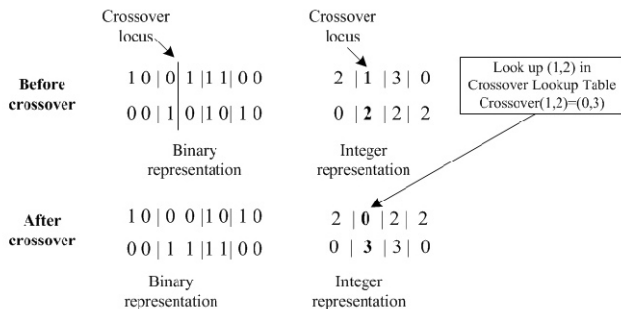 Crossover
locus
Crossover
locus
Look up (1,2) in
Crossover Lookup Table
Crossover(1,2)=(0,3)
Before
crossover
1 0 | 0 1 | 1 1 | 0 0
2 | 1 | 3 | 0
0 0 | 1 0 | 1 0 | 1 0
0 | 2 | 2 | 2
Binary
representation
Integer
representation
After
crossover
1 0 | 0 0 | 1 0 | 1 0
2 | 0 | 2 | 2
0 0 | 1 1 | 1 1 | 0 0
0 | 3 | 3 | 0
Binary
representation
Integer
representation